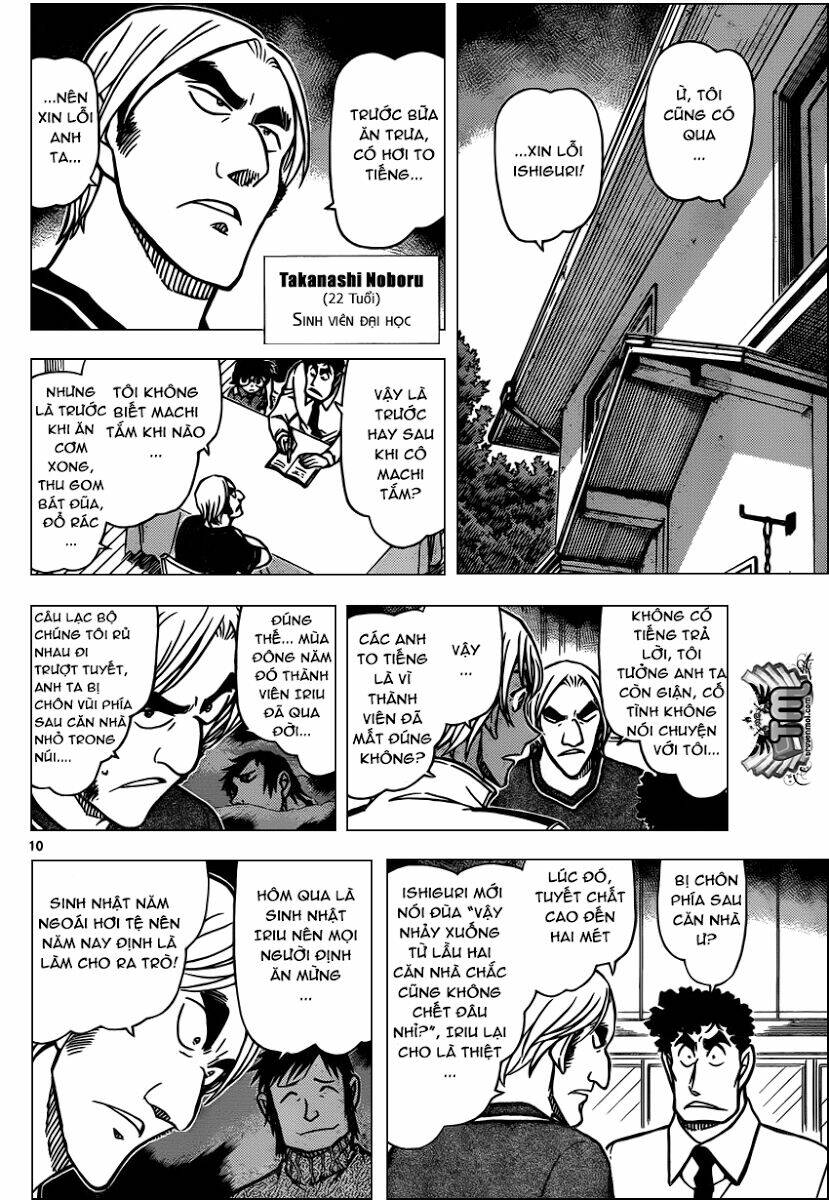 Ừ, TÔI
CŨNG CÓ
QUA
...
...XIN LỖI
ISHIGURI!
TRƯỚC BỮA
ĂN TRƯA,
CÓ HƠI TO
TIẾNG...
...NÊN
XIN LỖI
ANH
TA...
Takanashi Noboru
(22 Tuổi)
SINH VIÊN ĐẠI HỌC
VẬY LÀ
TRƯỚC
HAY SAU
KHI CÔ
MACHI
TẮM?
TÔI KHÔNG
BIẾT MACHI
TẮM KHI NÀO
...
NHƯNG
LÀ TRƯỚC
KHI ĂN
CƠM
XONG,
THU GOM
BÁT ĐŨA,
ĐỔ RÁC
...
KHÔNG CÓ
TIẾNG TRẢ
LỜI, TÔI
TƯỞNG ANH TA
CÒN GIẬN, CỐ
TÌNH KHÔNG
NÓI CHUYỆN
VỚI TÔI...
VẬY
...
CÁC ANH
TO TIẾNG
LÀ VÌ
THÀNH
VIÊN ĐÃ
MẤT ĐÚNG
KHÔNG?
ĐÚNG
THẾ... MÙA
ĐÔNG NĂM
ĐÓ THÀNH
VIÊN IRIU
ĐÃ QUA
ĐỜI...
CÂU LẠC BỘ
CHÚNG TÔI RỦ
NHAU ĐI
TRƯỢT TUYẾT,
ANH TA BỊ
CHÔN VÙI PHÍA
SAU CĂN NHÀ
NHỎ TRONG
NÚI....
TM
truyenmoi.com
10
BỊ CHÔN
PHÍA SAU
CĂN NHÀ
Ư?
LÚC ĐÓ,
TUYẾT CHẤT
CAO ĐẾN
HAI MÉT
ISHIGURI MỚI
NÓI ĐÙA "VẬY
NHẢY XUỐNG
TỪ LẦU HAI
CĂN NHÀ CHẮC
CŨNG KHÔNG
CHẾT ĐÂU
NHỈ?", IRIU LẠI
CHO LÀ THIỆT
...
HÔM QUA LÀ
SINH NHẬT
IRIU NÊN MỌI
NGƯỜI ĐỊNH
ĂN MỪNG
...
SINH NHẬT NĂM
NGOÁI HƠI TỆ NÊN
NĂM NAY ĐỊNH LÀ
LÀM CHO RA TRÒ!